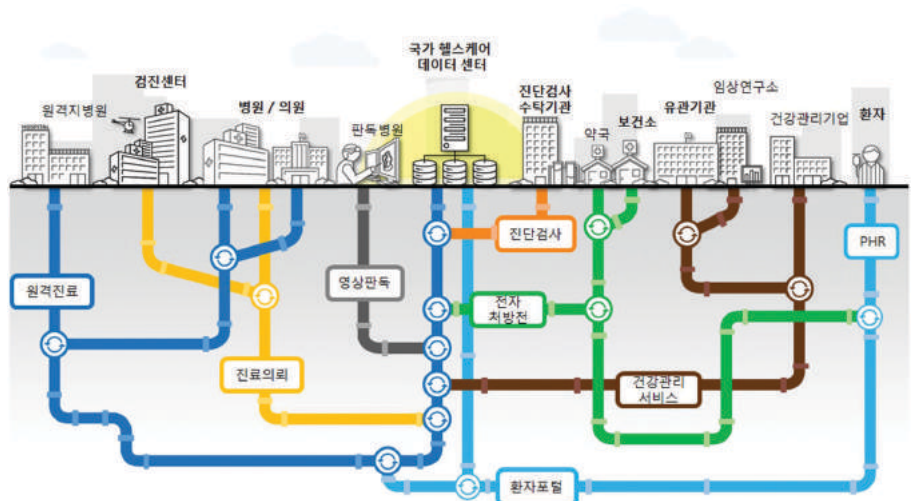 국가 헬스케어
데이터 센터
검진센터
원격지병원
병원 / 의원
판독병원
진단검사
수탁기관
약국
보건소
유관기관
임상연구소
건강관리기업
환자
진단검사
PHR
원격진료
영상판독
전자
처방전
진료의뢰
건강관리
서비스
환자포털